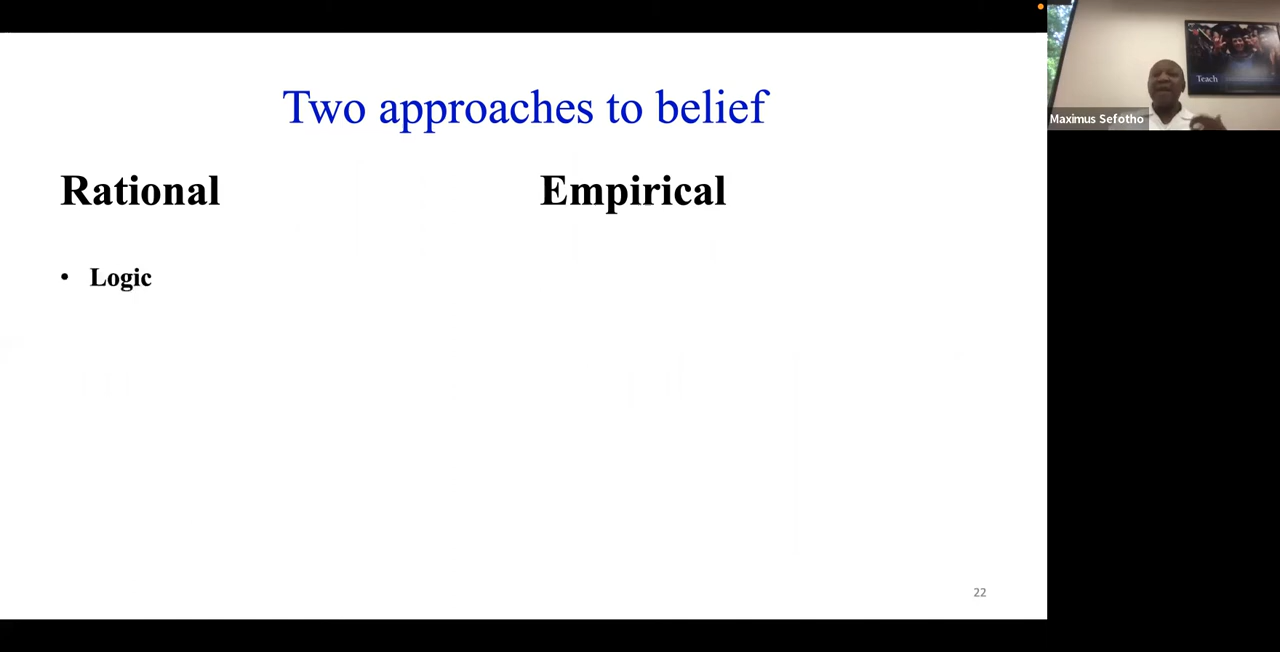 Two approaches to belief
Rational
Empirical
• Logic
22
Teach
Maximus Sefotho